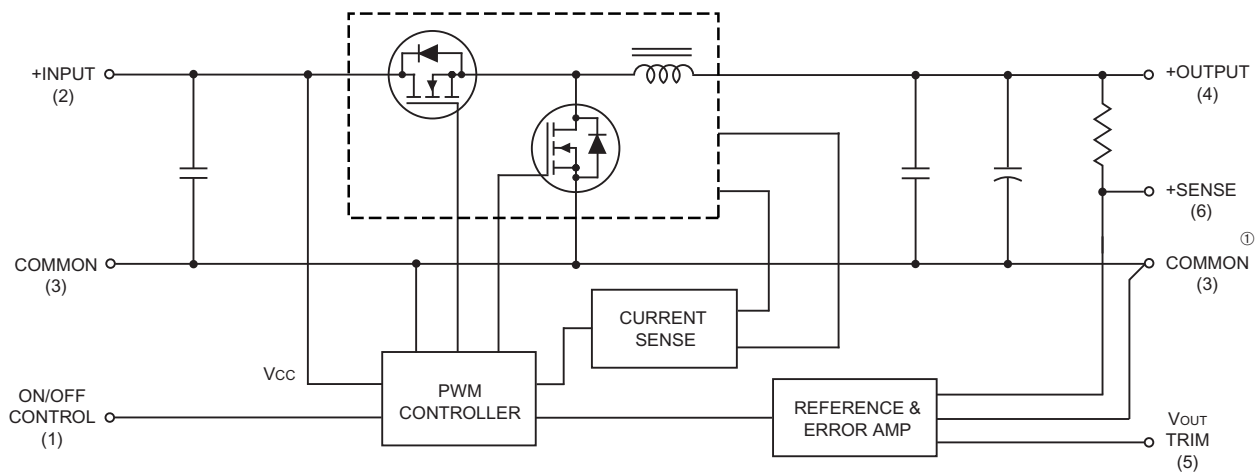 +INPUT
(2)
+OUTPUT
(4)
+SENSE
(6)
COMMON
(3)
①
COMMON
(3)
CURRENT
SENSE
VCC
PWM
CONTROLLER
ON/OFF
CONTROL
(1)
REFERENCE &
ERROR AMP
VOUT
TRIM
(5)